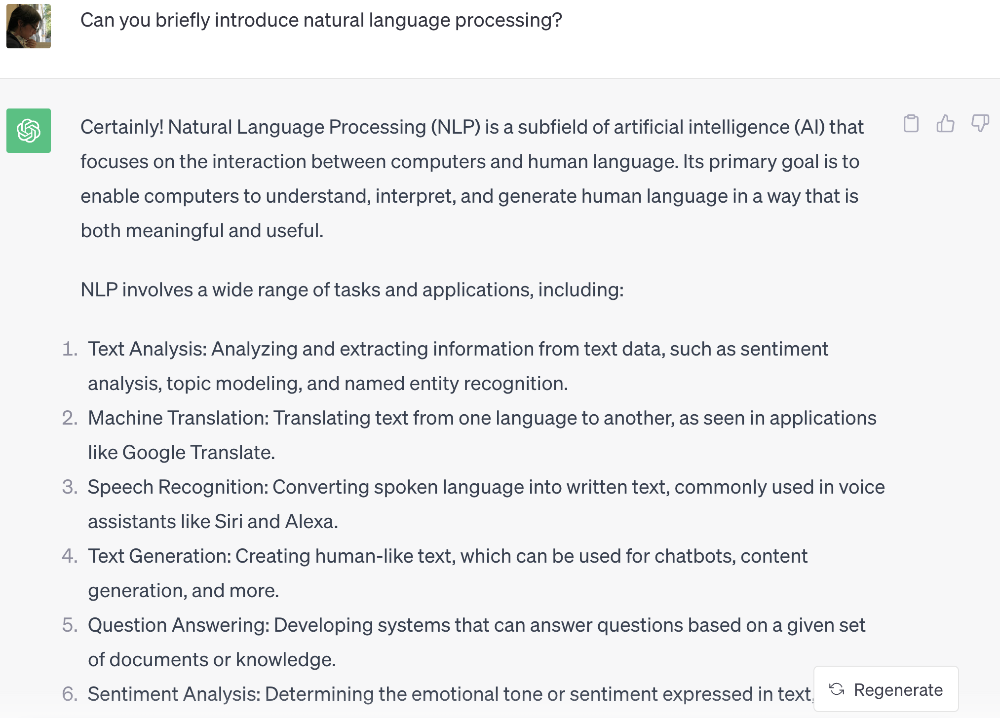 Can you briefly introduce natural language processing?
Certainly! Natural Language Processing (NLP) is a subfield of artificial intelligence (AI) that
focuses on the interaction between computers and human language. Its primary goal is to
enable computers to understand, interpret, and generate human language in a way that is
both meaningful and useful.
NLP involves a wide range of tasks and applications, including:
1. Text Analysis: Analyzing and extracting information from text data, such as sentiment
analysis, topic modeling, and named entity recognition.
2. Machine Translation: Translating text from one language to another, as seen in applications
like Google Translate.
3. Speech Recognition: Converting spoken language into written text, commonly used in voice
assistants like Siri and Alexa.
4. Text Generation: Creating human-like text, which can be used for chatbots, content
generation, and more.
5. Question Answering: Developing systems that can answer questions based on a given set
of documents or knowledge.
6. Sentiment Analysis: Determining the emotional tone or sentiment expressed in text,
Regenerate